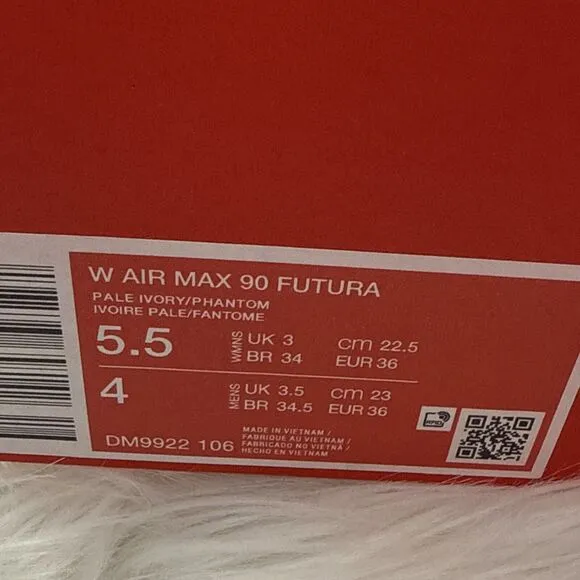 W AIR MAX 90 FUTURA
PALE IVORY/PHANTOM
IVOIRE PALE/FANTOME
5.5 WMNS UK 3 cm 22.5
BR 34 EUR 36
4 MENS UK 3.5 cm 23
BR 34.5 EUR 36
DM9922 106
MADE IN VIETNAM /
FABRIQUE AU VIETNAM /
FABRICADO NO VIETNÃ /
HECHO EN VIETNAM
RFID